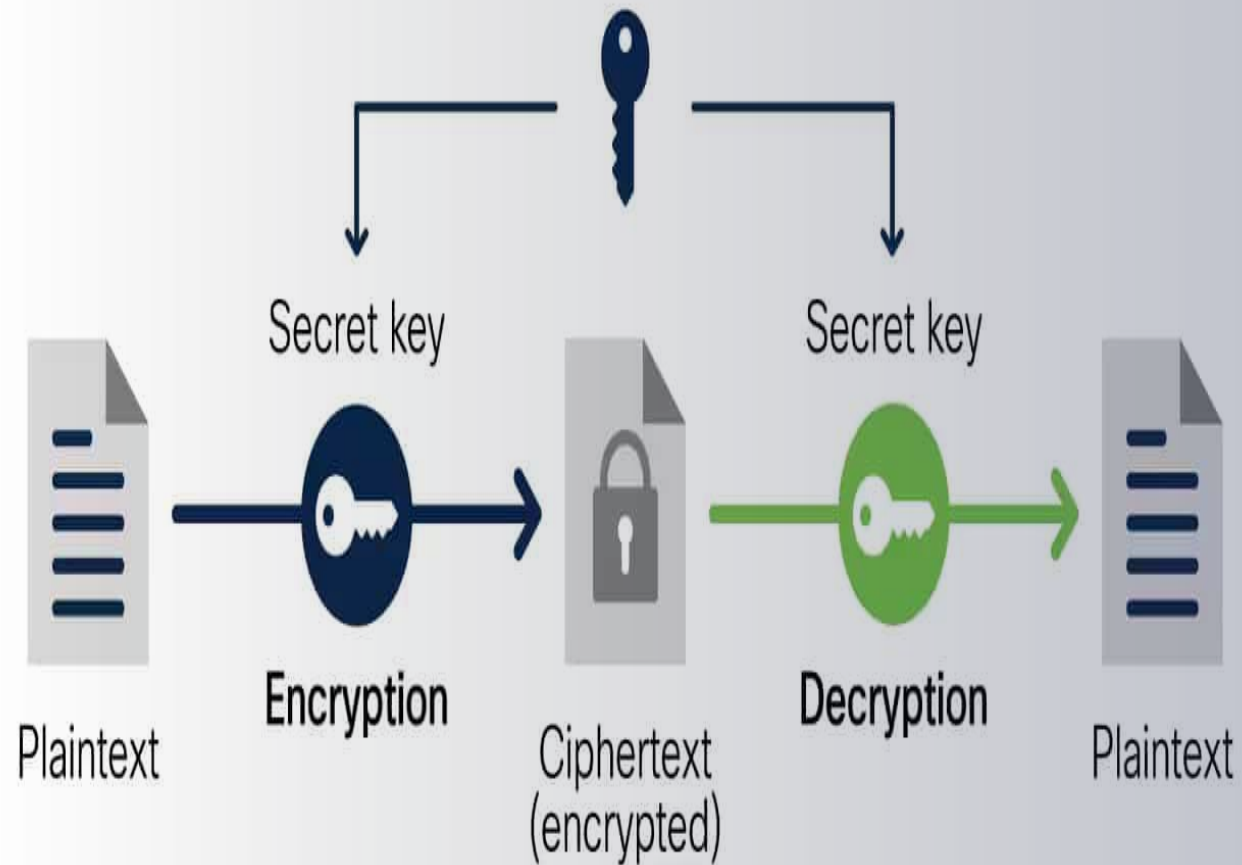 Secret key
Secret key
Encryption
Decryption
Plaintext
Ciphertext
(encrypted)
Plaintext